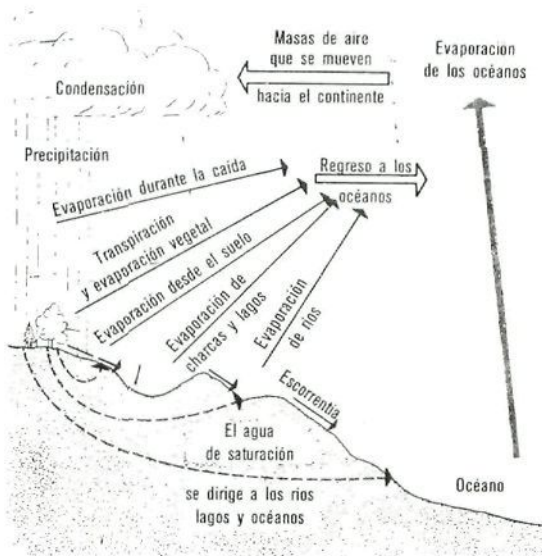 Masas de aire
que se mueven
hacia el continente
Evaporación
de los océanos
Condensación
Precipitación
Evaporación durante la caída
Regreso a los
océanos
Transpiración
y evaporación vegetal
Evaporación desde el suelo
Evaporación de
charcas y lagos
Evaporación
de ríos
Escorrentía
El agua
de saturación
se dirige a los ríos
lagos y océanos
Océano